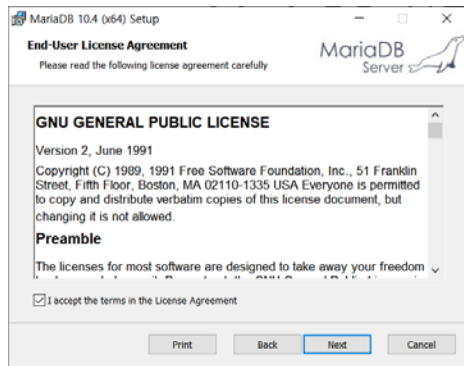 MariaDB 10.4 (x64) Setup
End-User License Agreement
Please read the following license agreement carefully
MariaDB
Server
GNU GENERAL PUBLIC LICENSE
Version 2, June 1991
Copyright (C) 1989, 1991 Free Software Foundation, Inc., 51 Franklin
Street, Fifth Floor, Boston, MA 02110-1335 USA Everyone is permitted
to copy and distribute verbatim copies of this license document, but
changing it is not allowed.
Preamble
The licenses for most software are designed to take away your freedom
I accept the terms in the License Agreement
Print
Back
Next
Cancel